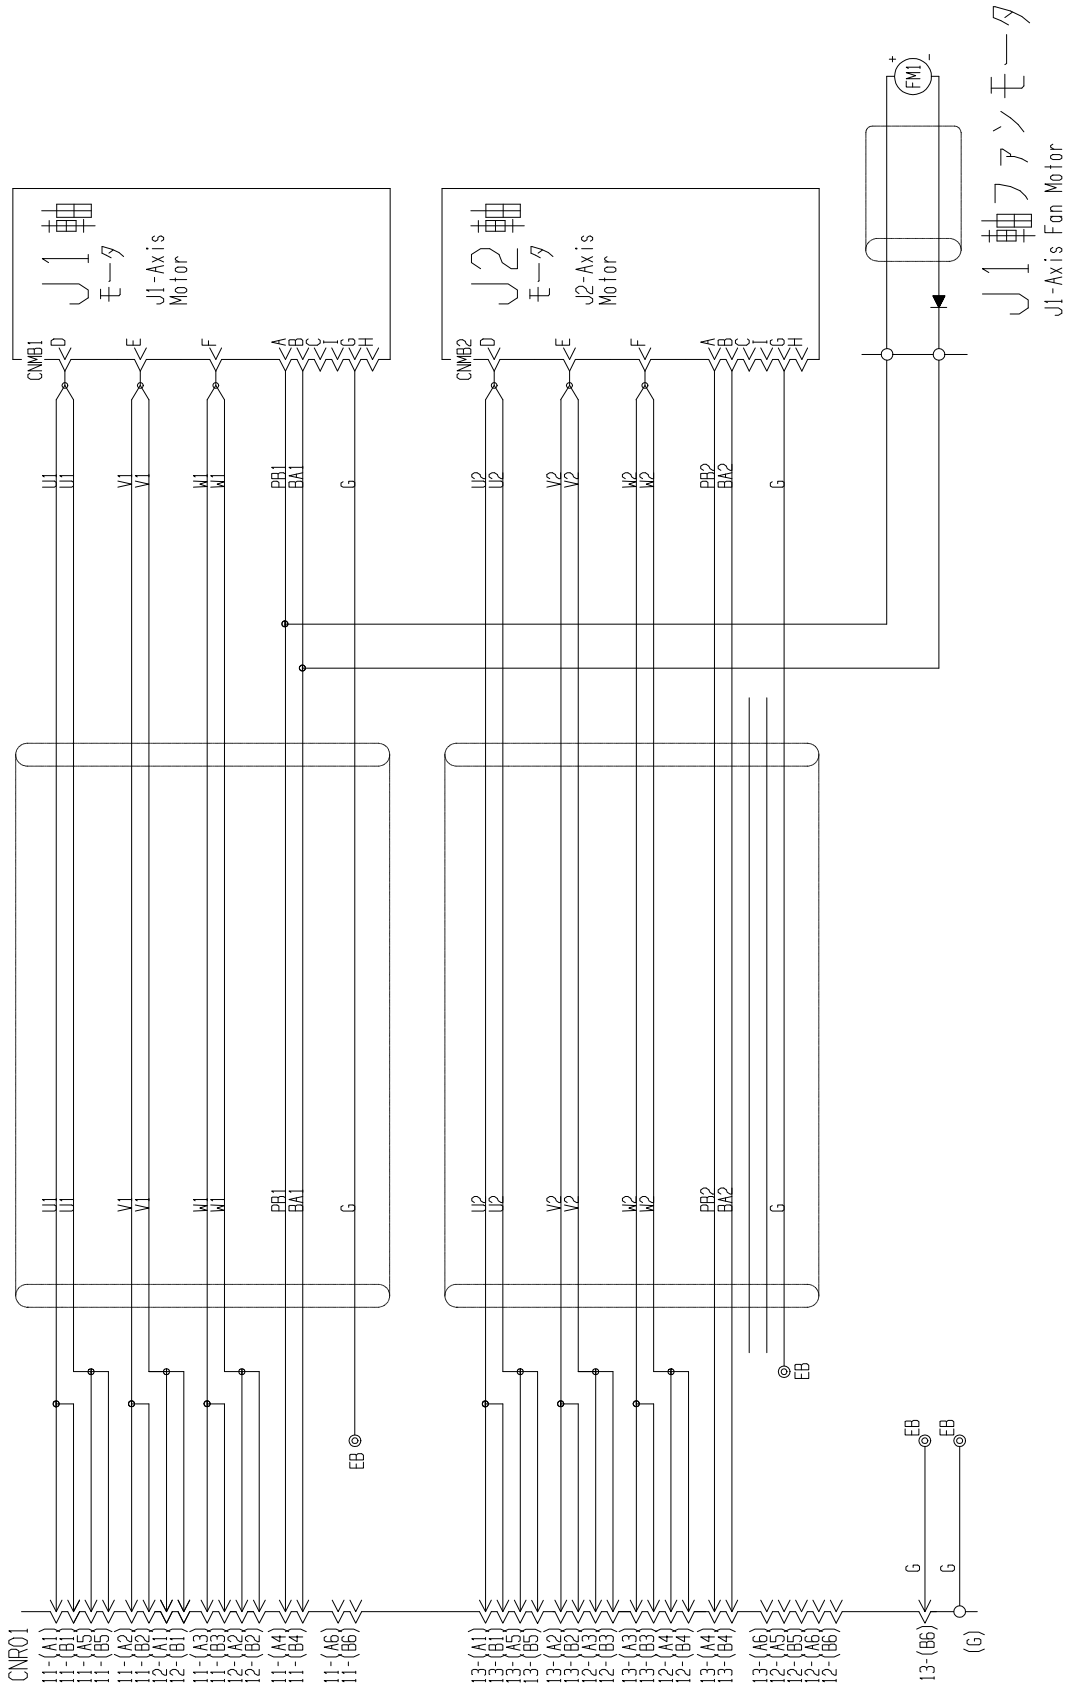 CNR01
11-(A1)
11-(B1)
11-(A5)
11-(B5)
11-(A2)
11-(B2)
12-(A1)
12-(B1)
11-(A3)
11-(B3)
12-(A2)
12-(B2)
11-(A4)
11-(B4)
11-(A6)
11-(B6)
13-(A1)
13-(B1)
13-(A5)
13-(B5)
13-(A2)
13-(B2)
12-(A3)
12-(B3)
13-(A3)
13-(B3)
12-(A4)
12-(B4)
13-(A4)
13-(B4)
13-(A6)
12-(A5)
12-(B5)
12-(A6)
12-(B6)
13-(B6)
(G)
EB
EB
G
EB
G
EB
U1
U1
V1
V1
W1
W1
PB1
BA1
G
U2
U2
V2
V2
W2
W2
PB2
BA2
G
U1
U1
V1
V1
W1
W1
PB1
BA1
G
U2
U2
V2
V2
W2
W2
PB2
BA2
G
CNMB1
D
E
F
A
B
C
I
G
H
J1軸
モータ
J1-Axis
Motor
CNMB2
D
E
F
A
B
C
I
G
H
J2軸
モータ
J2-Axis
Motor
+
FM1
-
J1軸ファンモータ
J1-Axis Fan Motor